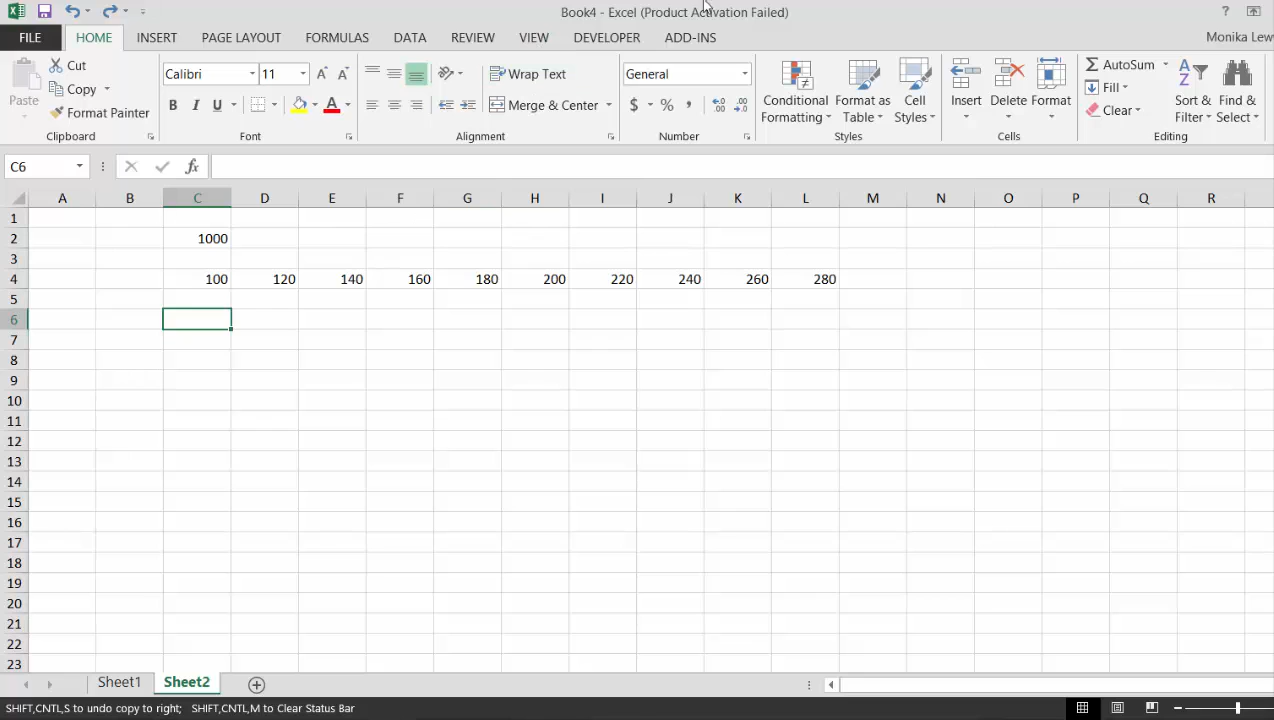 Book4 - Excel (Product Activation Failed)
?
FILE HOME INSERT PAGE LAYOUT FORMULAS DATA REVIEW VIEW DEVELOPER ADD-INS Monika Lew
Paste
Cut
Copy
Format Painter
Clipboard
Calibri 11
B I U
Font
Wrap Text
Merge & Center
Alignment
General
$ % ,
Number
Conditional Formatting
Format as Table
Cell Styles
Styles
Insert Delete Format
Cells
AutoSum
Fill
Clear
Sort & Filter
Find & Select
Editing
C6 fx
A B C D E F G H I J K L M N O P Q R
1
2 1000
3
4 100 120 140 160 180 200 220 240 260 280
5
6
7
8
9
10
11
12
13
14
15
16
17
18
19
20
21
22
23
Sheet1 Sheet2
SHIFT,CNTL,S to undo copy to right; SHIFT,CNTL,M to Clear Status Bar